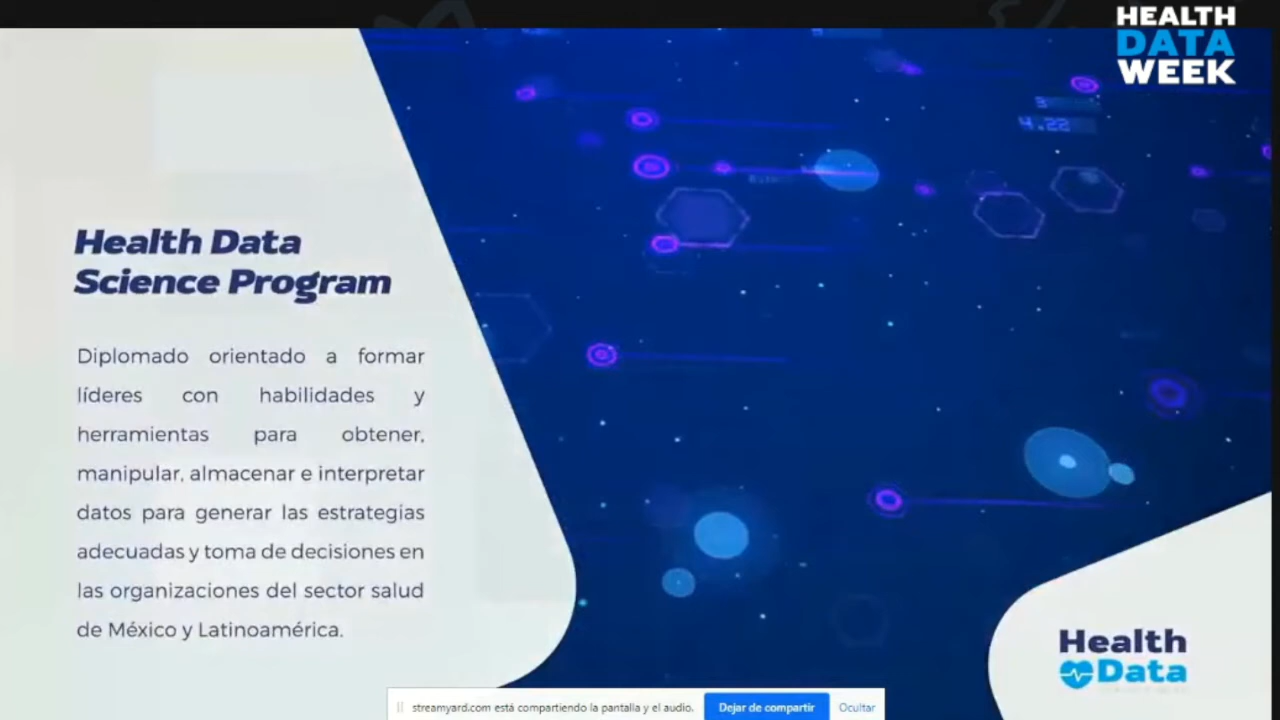 HEALTH
DATA
WEEK
3
4.22
Health Data
Science Program
Diplomado orientado a formar
líderes con habilidades y
herramientas para obtener,
manipular, almacenar e interpretar
datos para generar las estrategias
adecuadas y toma de decisiones en
las organizaciones del sector salud
de México y Latinoamérica.
Health
Data
streamyard.com está compartiendo la pantalla y el audio.
Dejar de compartir
Ocultar